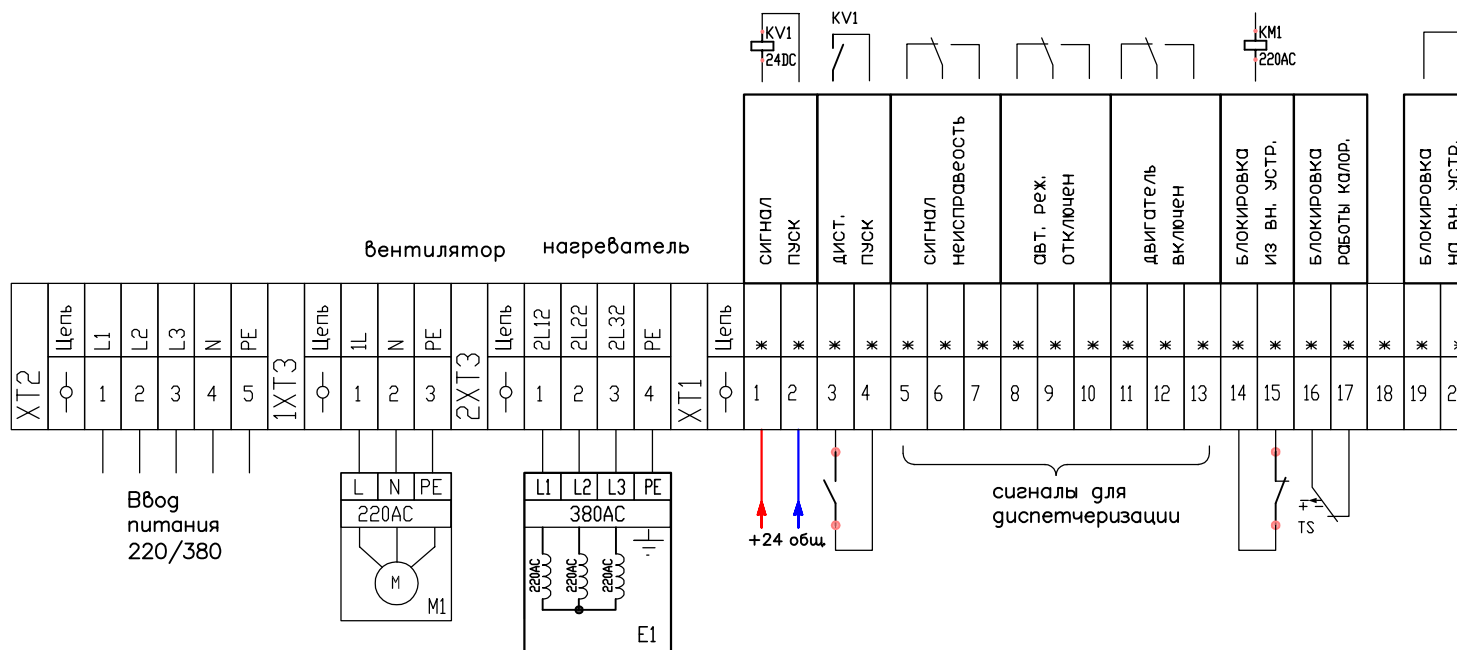 KV1
24DC
KV1
KM1
220AC
сигнал
пуск
дист.
пуск
сигнал
неисправеость
авт. реж.
отключен
двигатель
включен
блокировка
из вн. устр.
блокировка
работы калор.
блокировка
на вн. устр.
вентилятор
нагреватель
XT2
Цепь
L1
L2
L3
N
PE
1XT3
Цепь
1L
N
PE
2XT3
Цепь
2L12
2L22
2L32
PE
XT1
Цепь
* * * * * * * * * * * * * * * * * * * *
1 2 3 4 5
1 2 3
1 2 3 4
1 2 3 4 5 6 7 8 9 10 11 12 13 14 15 16 17 18 19 2
Ввод
питания
220/380
L N PE
220AC
M
M1
L1 L2 L3 PE
380AC
220AC
220AC
220AC
E1
+24 общ
сигналы для
диспетчеризации
+ -
TS